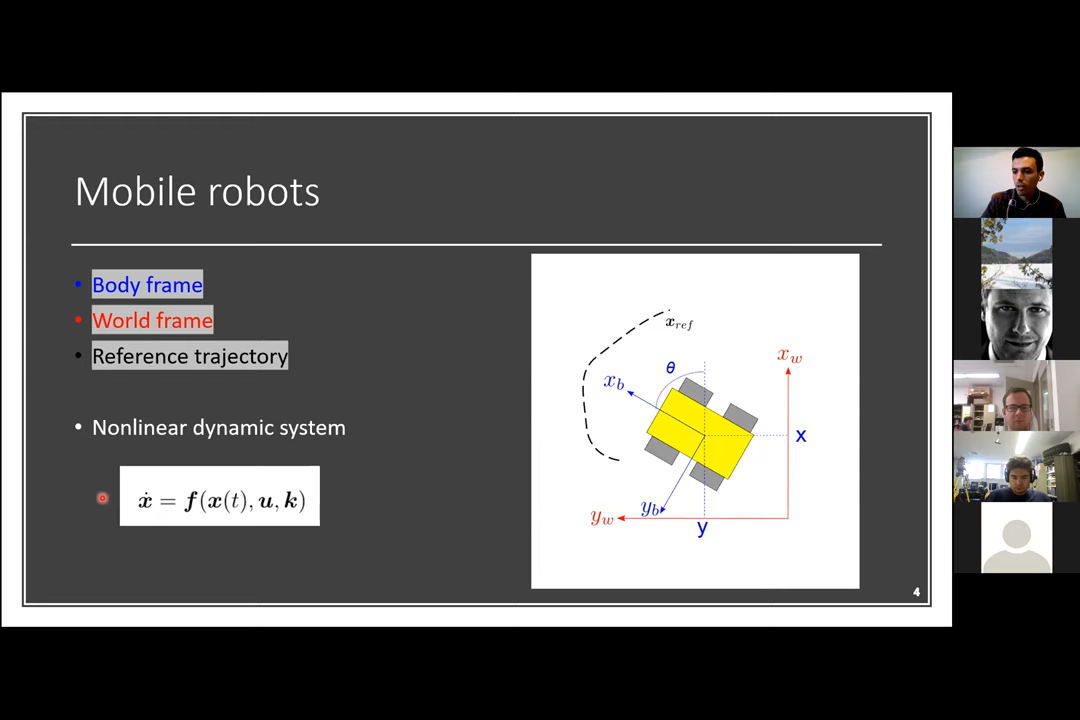 Mobile robots
• Body frame
• World frame
• Reference trajectory
• Nonlinear dynamic system
ẋ = f(x(t), u, k)
x_ref
θ
x_w
x_b
x
y_b
y_w
y
4